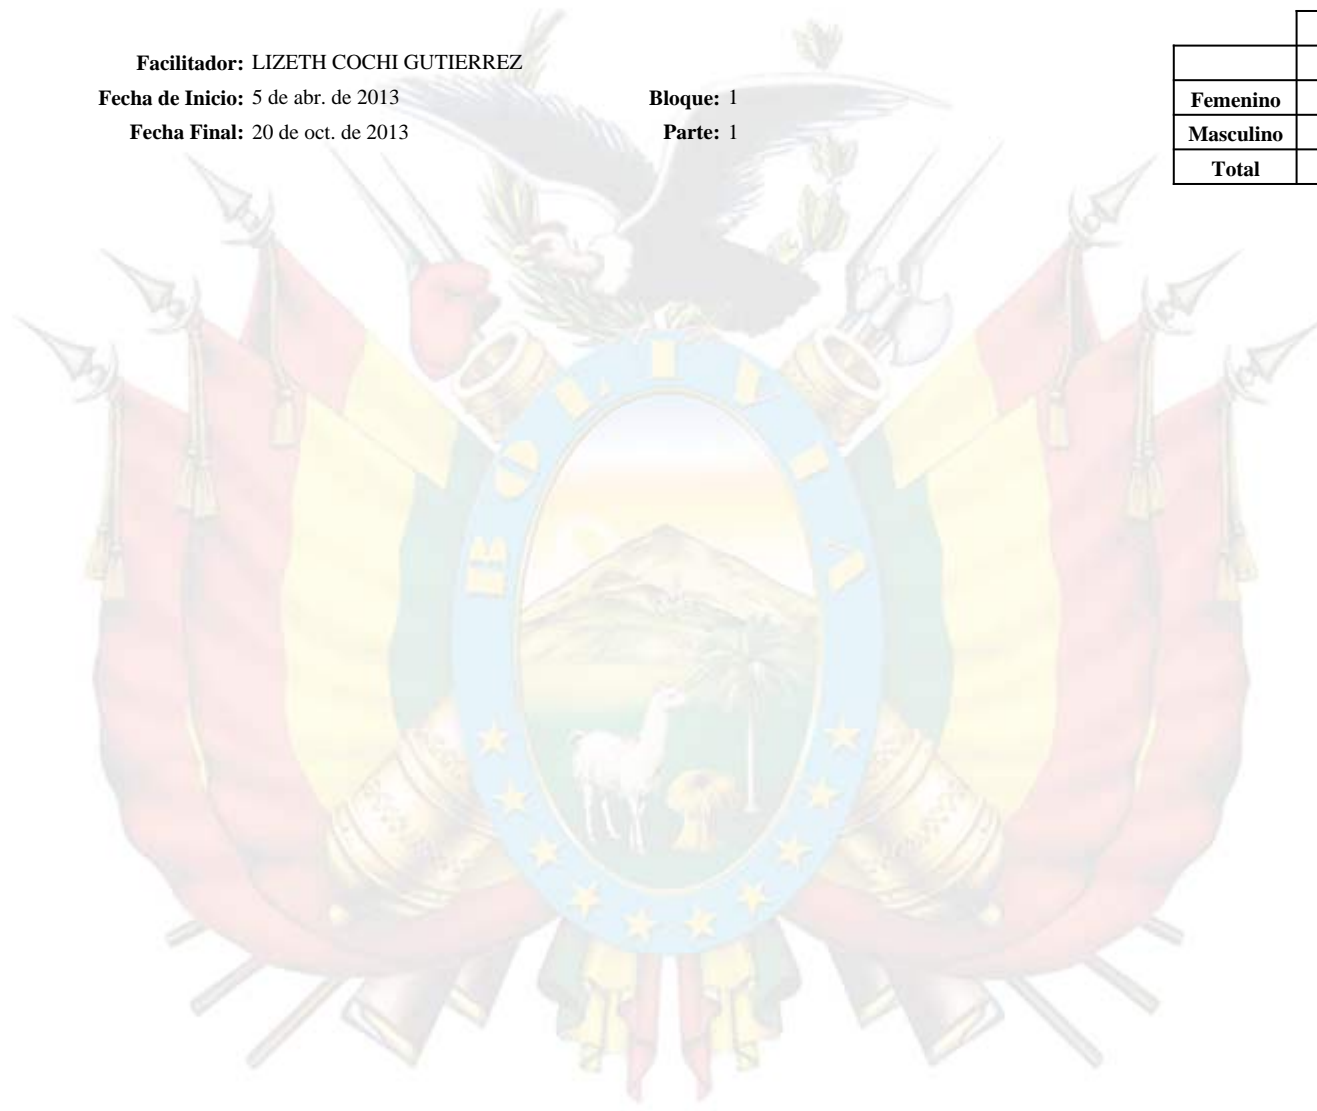 Facilitador: LIZETH COCHI GUTIERREZ
Fecha de Inicio: 5 de abr. de 2013 Bloque: 1
Fecha Final: 20 de oct. de 2013 Parte: 1
Femenino
Masculino
Total
BOLIVIA